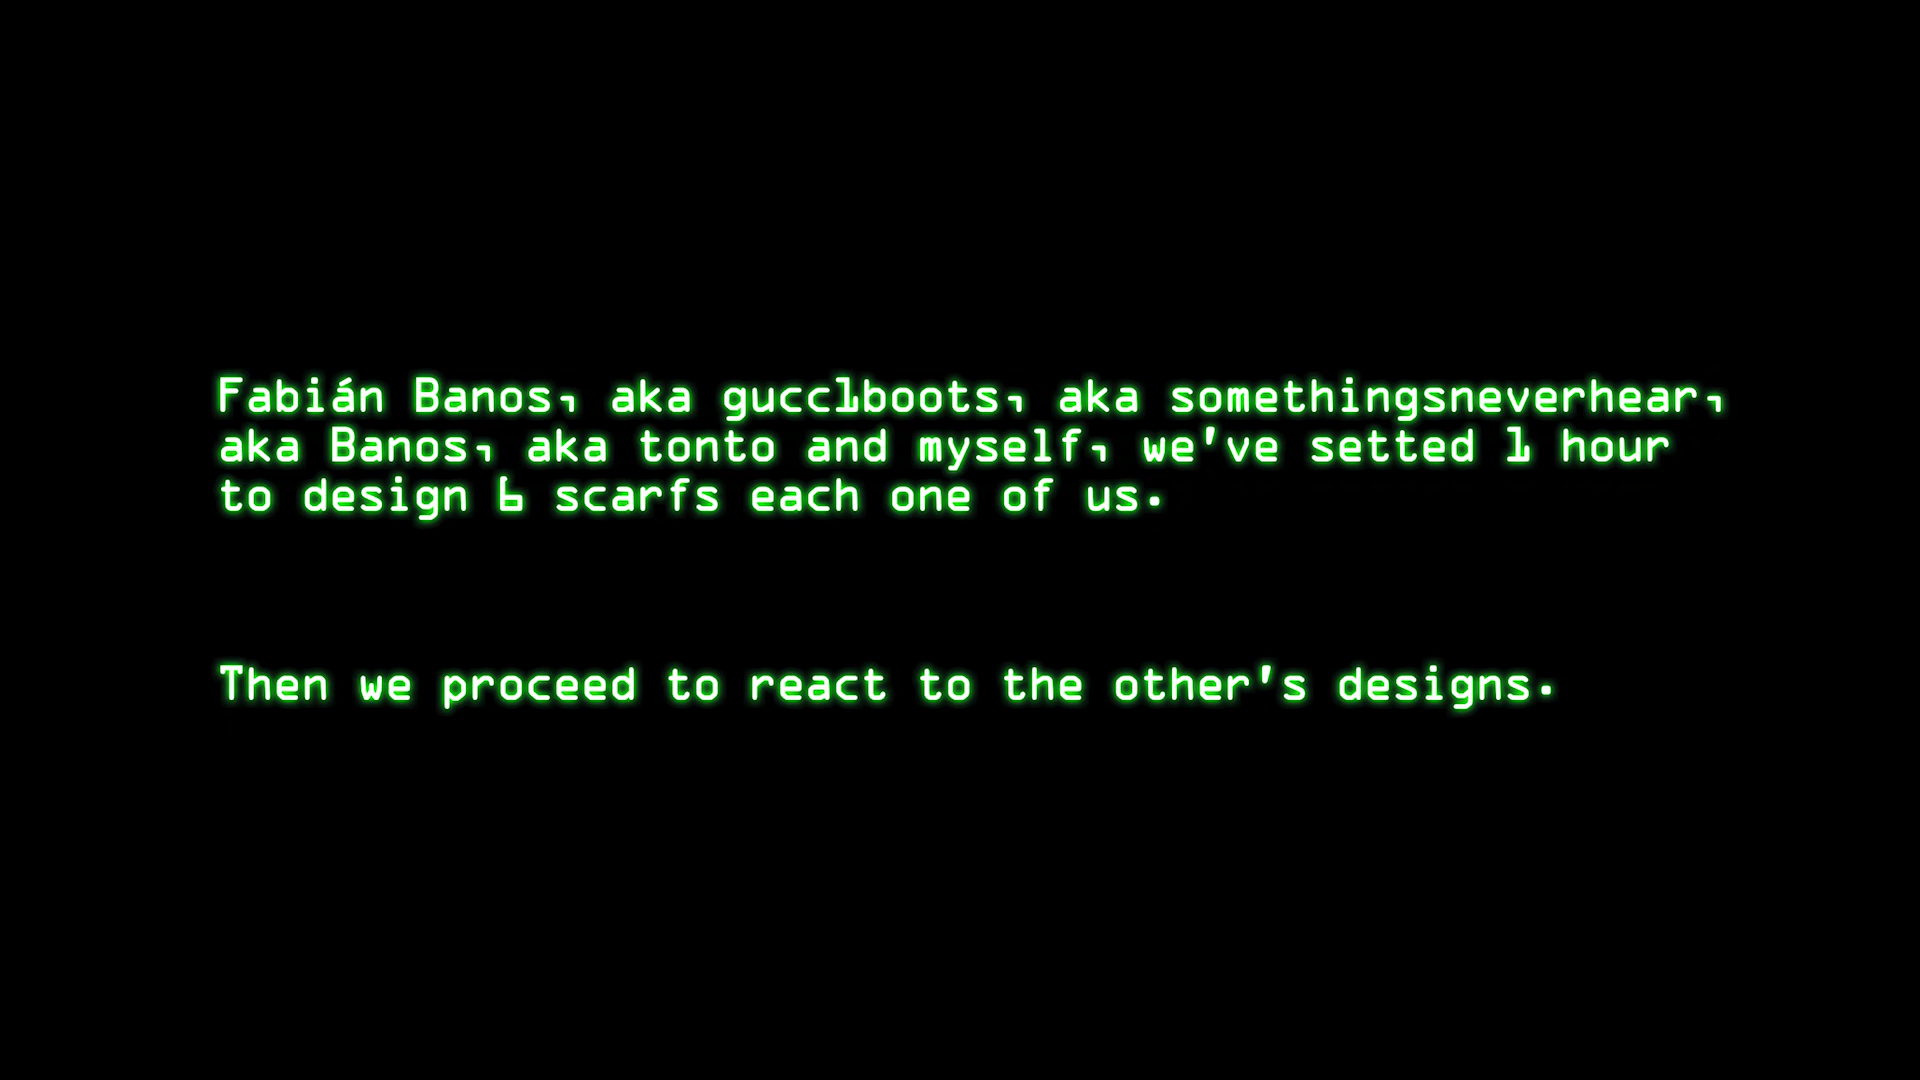 Fabián Banos, aka gucc1boots, aka somethingsneverhear,
aka Banos, aka tonto and myself, we've setted 1 hour
to design 6 scarfs each one of us.
Then we proceed to react to the other's designs.